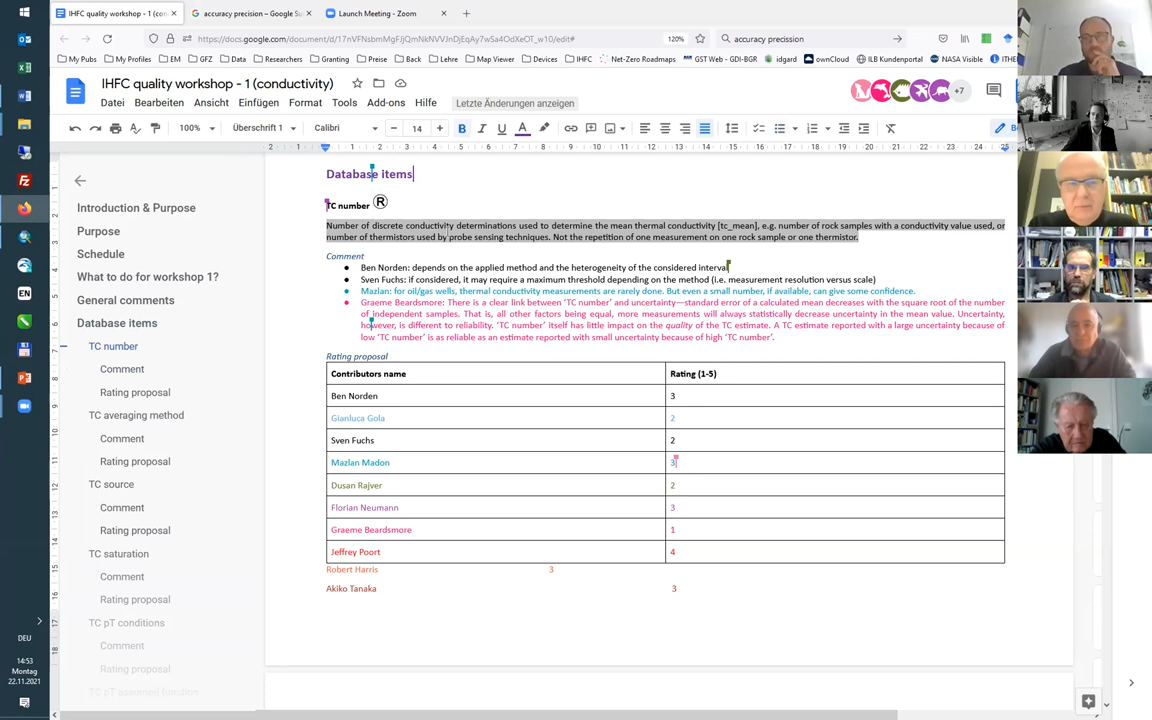 IHFC quality workshop - 1 (con
accuracy precision – Google Su
Launch Meeting - Zoom
https://docs.google.com/document/d/17nVFNsbmMgFJjQmNkNVVJnDjEqAy7wSa4OdXeOT_w10/edit#
120%
accuracy precission
My Pubs
My Profiles
EM
GFZ
Data
Researchers
Granting
Preise
Back
Lehre
Map Viewer
Devices
IHFC
Net-Zero Roadmaps
GST Web - GDI-BGR
idgard
ownCloud
ILB Kundenportal
NASA Visible
IHFC quality workshop - 1 (conductivity)
Datei Bearbeiten Ansicht Einfügen Format Tools Add-ons Hilfe
Letzte Änderungen anzeigen
+7
100%
Überschrift 1
Calibri
14
Introduction & Purpose
Purpose
Scale
What to do for workshop 1?
General comments
Database items
TC number
Comment
Rating proposal
TC averaging method
Comment
Rating proposal
TC source
Comment
Rating proposal
TC saturation
Comment
Rating proposal
TC pT conditions
Comment
Rating proposal
TC pT assumed function
Database items
TC number ®
Number of discrete conductivity determinations used to determine the mean thermal conductivity [tc_mean], e.g. number of rock samples with a conductivity value used, or
number of thermistors used by probe sensing techniques. Not the repetition of one measurement on one rock sample or one thermistor.
Comment
● Ben Norden: depends on the applied method and the heterogeneity of the considered interval
● Sven Fuchs: if considered, it may require a maximum threshold depending on the method (i.e. measurement resolution versus scale)
● Mazlan: for oil/gas wells, thermal conductivity measurements are rarely done. But even a small number, if available, can give some confidence.
● Graeme Beardsmore: There is a clear link between ‘TC number’ and uncertainty—standard error of a calculated mean decreases with the square root of the number
of independent samples. That is, all other factors being equal, more measurements will always statistically decrease uncertainty in the mean value. Uncertainty,
however, is different to reliability. ‘TC number’ itself has little impact on the quality of the TC estimate. A TC estimate reported with a large uncertainty because of
low ‘TC number’ is as reliable as an estimate reported with small uncertainty because of high ‘TC number’.
Rating proposal
Contributors name Rating (1-5)
Ben Norden 3
Gianluca Gola 2
Sven Fuchs 2
Mazlan Madon 3
Dusan Rajver 2
Florian Neumann 3
Graeme Beardsmore 1
Jeffrey Poort 4
Robert Harris 3
Akiko Tanaka 3
EN
DEU
14:53
Montag
22.11.2021